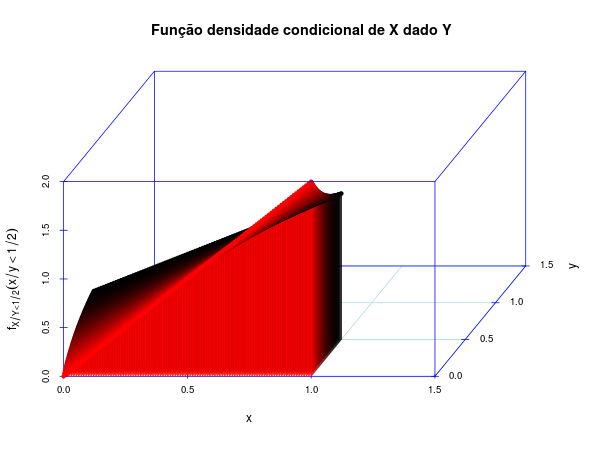 Função densidade condicional de X dado Y
2.0
1.5
1.0
0.5
0.0
f_{X/Y<1/2}(x/y<1/2)
0.0 0.5 1.0 1.5
x
0.0
0.5
1.0
1.5
y